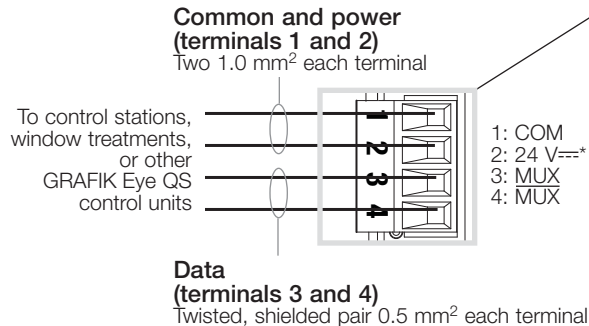 Common and power
(terminals 1 and 2)
Two 1.0 mm² each terminal
To control stations,
window treatments,
or other
GRAFIK Eye QS
control units
1
2
3
4
1: COM
2: 24 V⎓*
3: MUX
4: M̅U̅X̅
Data
(terminals 3 and 4)
Twisted, shielded pair 0.5 mm² each terminal